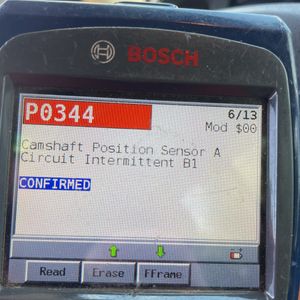 BOSCH
P0344
6/13
Mod $00
Camshaft Position Sensor A
Circuit Intermittent B1
CONFIRMED
Read Erase FFrame